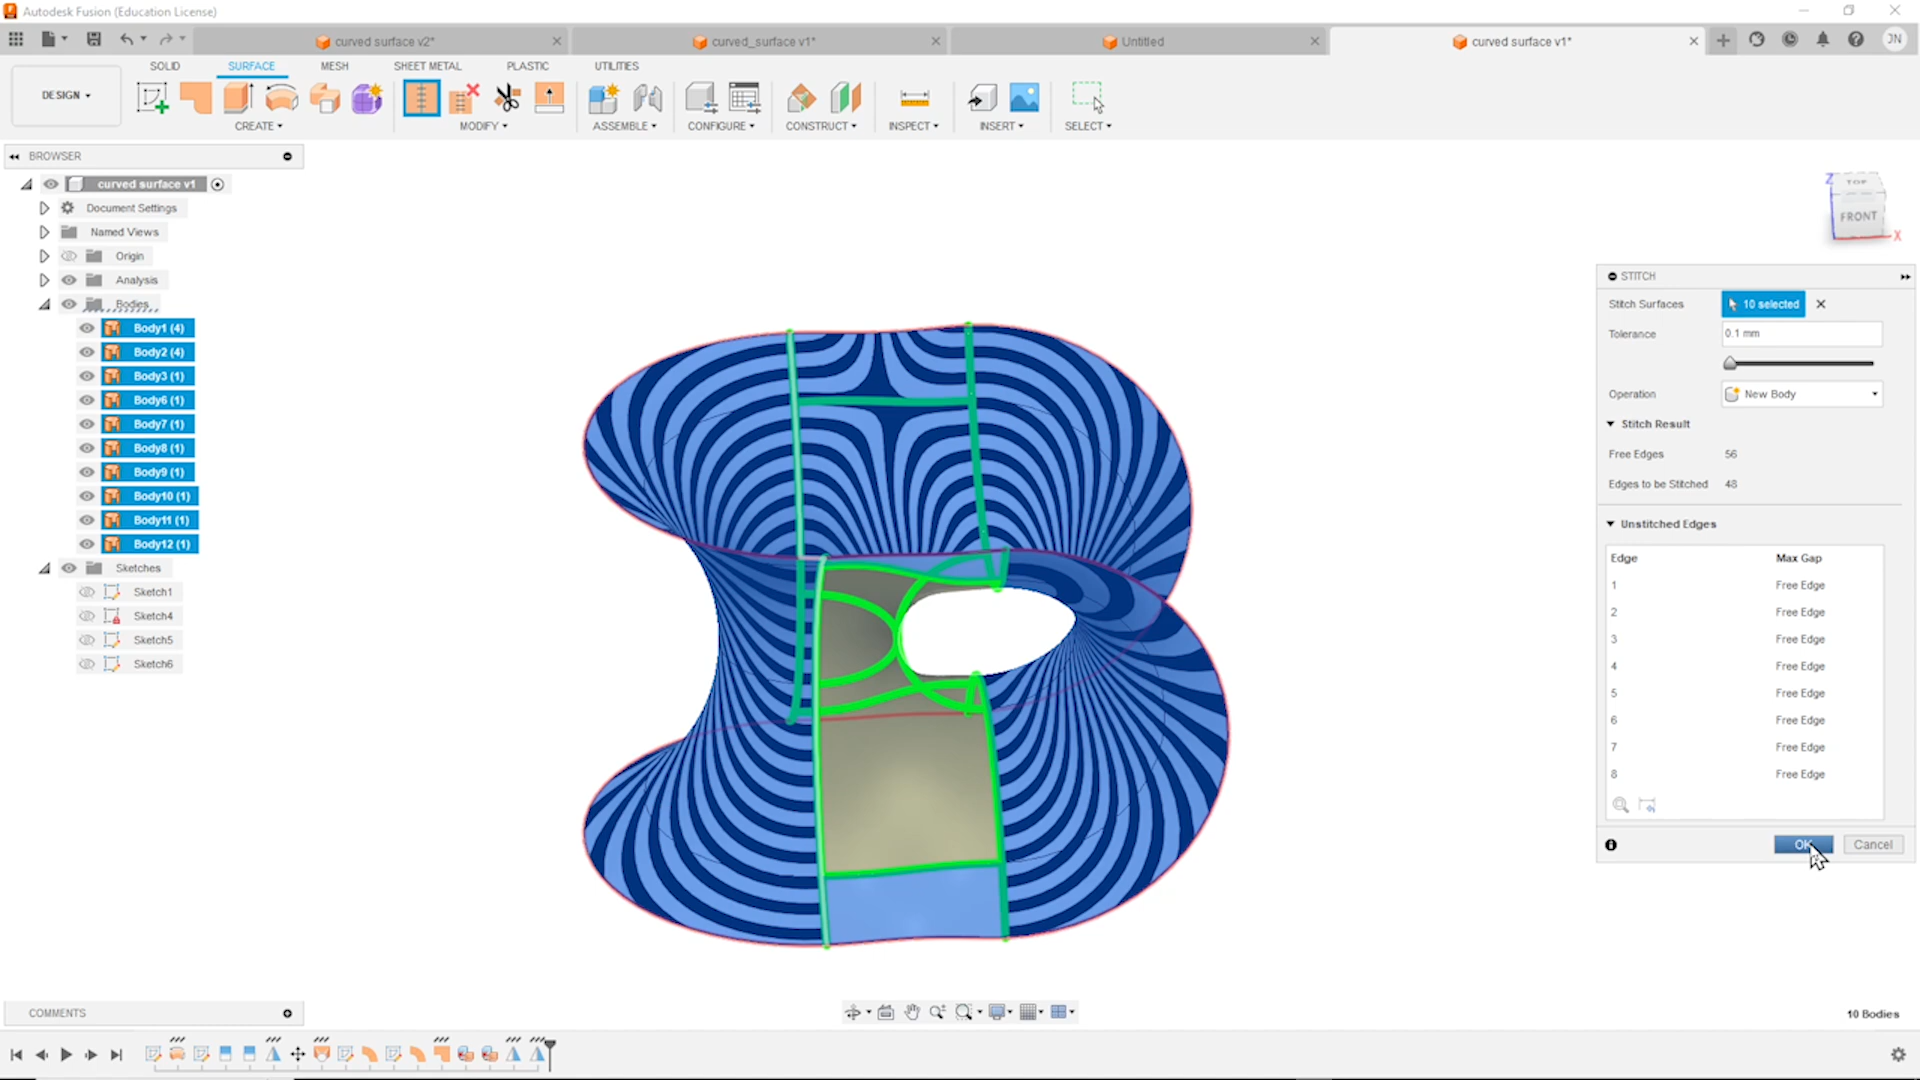 Autodesk Fusion (Education License)
curved surface v2*
curved_surface v1*
Untitled
curved surface v1*
JN
SOLID
SURFACE
MESH
SHEET METAL
PLASTIC
UTILITIES
DESIGN
CREATE
MODIFY
ASSEMBLE
CONFIGURE
CONSTRUCT
INSPECT
INSERT
SELECT
BROWSER
curved surface v1
Document Settings
Named Views
Origin
Analysis
Bodies
Body1 (4)
Body2 (4)
Body3 (1)
Body6 (1)
Body7 (1)
Body8 (1)
Body9 (1)
Body10 (1)
Body11 (1)
Body12 (1)
Sketches
Sketch1
Sketch4
Sketch5
Sketch6
Z
TOP
FRONT
X
STITCH
Stitch Surfaces 10 selected
Tolerance 0.1 mm
Operation New Body
Stitch Result
Free Edges 56
Edges to be Stitched 48
Unstitched Edges
Edge Max Gap
1 Free Edge
2 Free Edge
3 Free Edge
4 Free Edge
5 Free Edge
6 Free Edge
7 Free Edge
8 Free Edge
OK Cancel
COMMENTS
10 Bodies